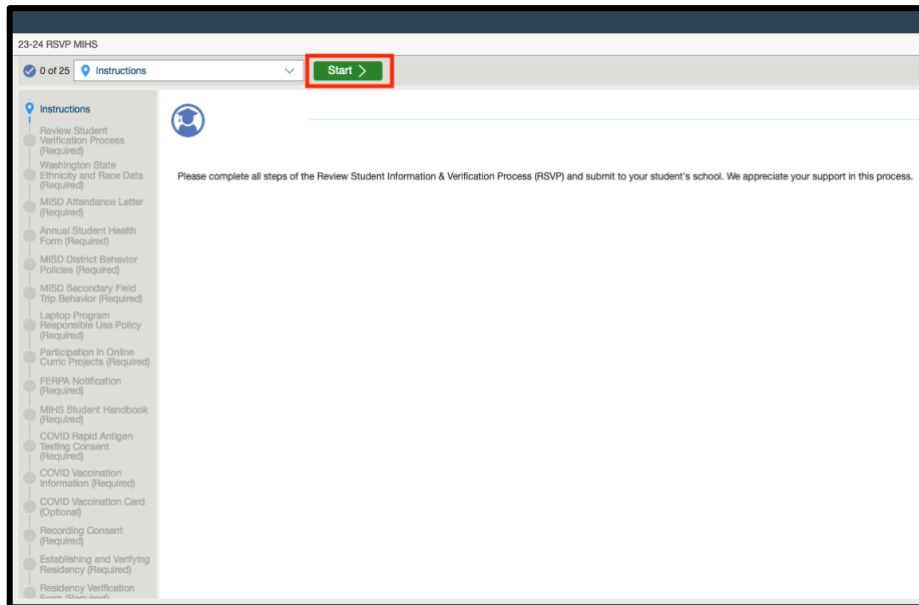 23-24 RSVP MIHS
0 of 25
Instructions
Start
Instructions
Review Student
Verification Process
(Required)
Washington State
Ethnicity and Race Data
(Required)
MISD Attendance Letter
(Required)
Annual Student Health
Form (Required)
MISD District Behavior
Policies (Required)
MISD Secondary Field
Trip Behavior (Required)
Laptop Program
Responsible Use Policy
(Required)
Participation in Online
Curric Projects (Required)
FERPA Notification
(Required)
MIHS Student Handbook
(Required)
COVID Rapid Antigen
Testing Consent
(Required)
COVID Vaccination
Information (Required)
COVID Vaccination Card
(Optional)
Recording Consent
(Required)
Establishing and Verifying
Residency (Required)
Residency Verification
Form (Required)
Please complete all steps of the Review Student Information & Verification Process (RSVP) and submit to your student's school. We appreciate your support in this process.